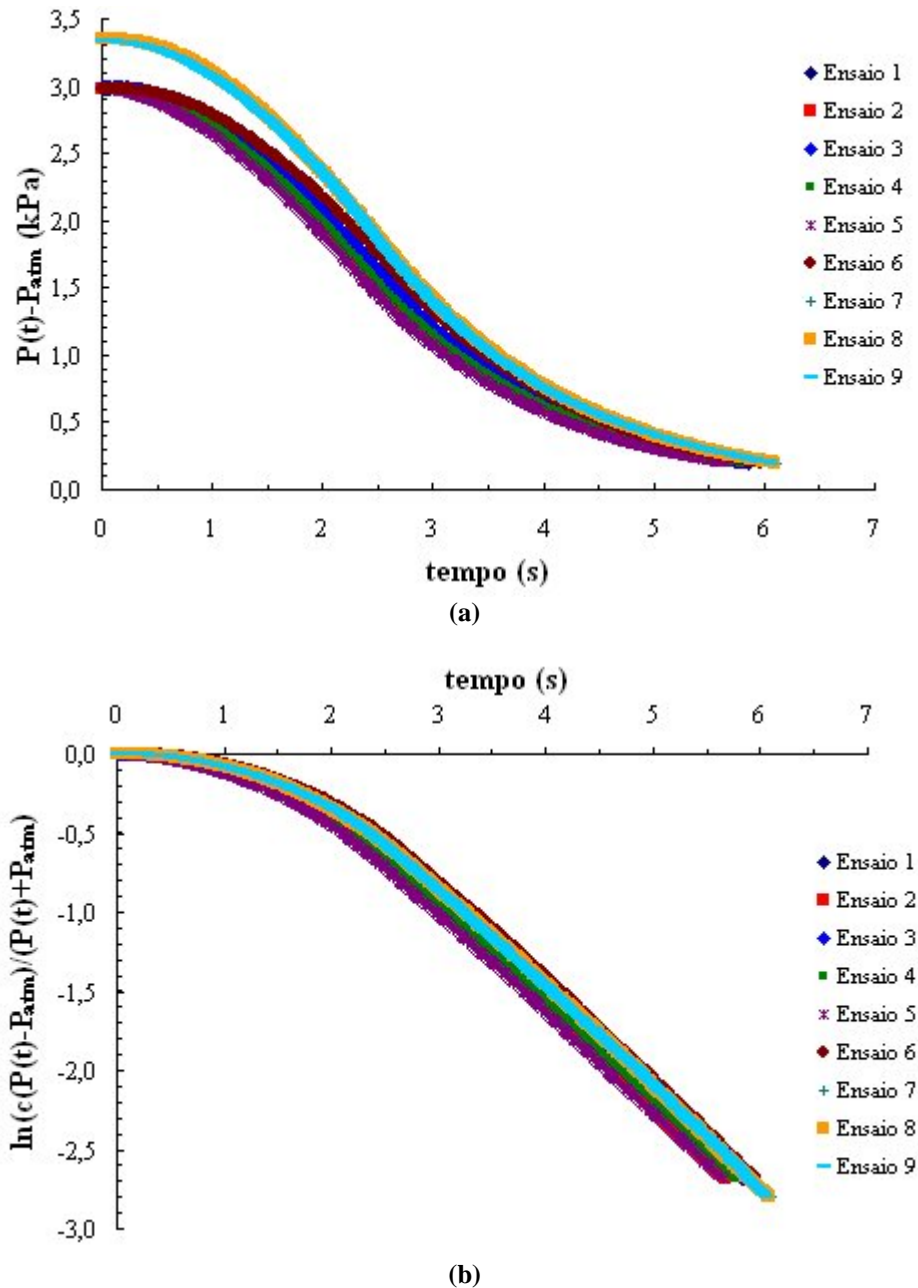 3,5
3,0
2,5
2,0
1,5
1,0
0,5
0,0
P(t)-Patm (kPa)
0 1 2 3 4 5 6 7
tempo (s)
Ensaio 1
Ensaio 2
Ensaio 3
Ensaio 4
Ensaio 5
Ensaio 6
Ensaio 7
Ensaio 8
Ensaio 9
(a)
tempo (s)
0 1 2 3 4 5 6 7
0,0
-0,5
-1,0
-1,5
-2,0
-2,5
-3,0
ln(c(P(t)-Patm)/(P(t)+Patm)
Ensaio 1
Ensaio 2
Ensaio 3
Ensaio 4
Ensaio 5
Ensaio 6
Ensaio 7
Ensaio 8
Ensaio 9
(b)